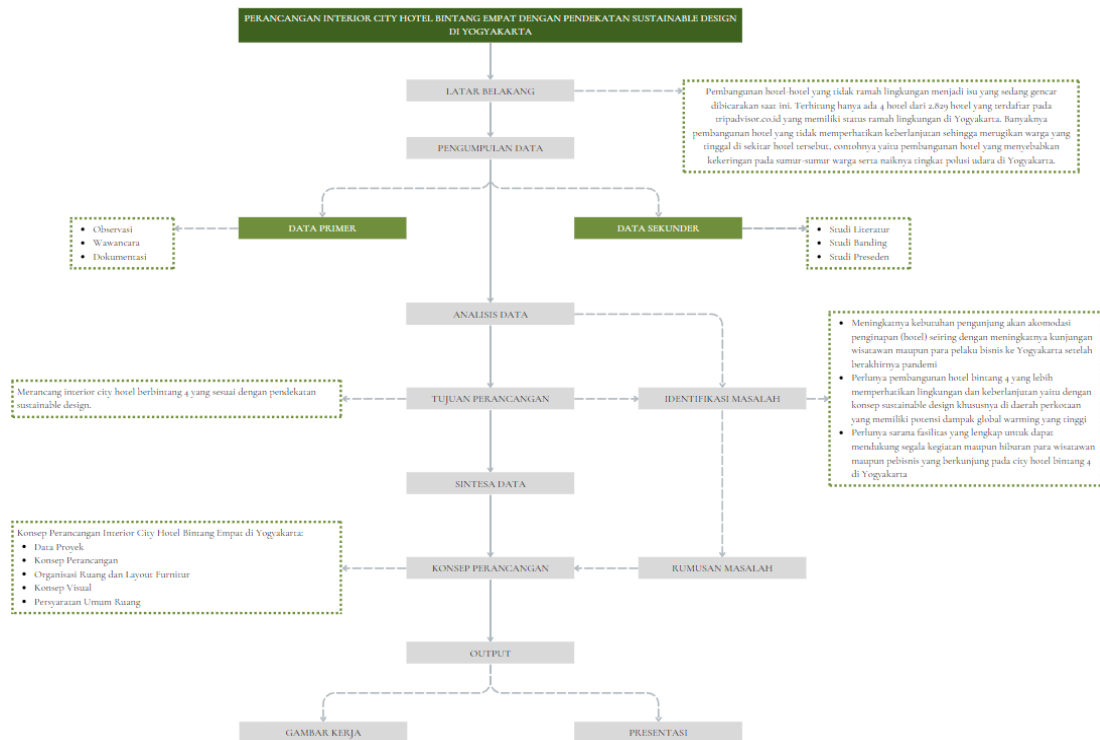 PERANCANGAN INTERIOR CITY HOTEL BINTANG EMPAT DENGAN PENDEKATAN SUSTAINABLE DESIGN
DI YOGYAKARTA
LATAR BELAKANG
Pembangunan hotel-hotel yang tidak ramah lingkungan menjadi isu yang sedang gencar
dibicarakan saat ini. Terhitung hanya ada 4 hotel dari 2.829 hotel yang terdaftar pada
tripadvisor.co.id yang memiliki status ramah lingkungan di Yogyakarta. Banyaknya
pembangunan hotel yang tidak memperhatikan keberlanjutan sehingga merugikan warga yang
tinggal di sekitar hotel tersebut, contohnya yaitu pembangunan hotel yang menyebabkan
kekeringan pada sumur-sumur warga serta naiknya tingkat polusi udara di Yogyakarta.
PENGUMPULAN DATA
• Observasi
• Wawancara
• Dokumentasi
DATA PRIMER
DATA SEKUNDER
• Studi Literatur
• Studi Banding
• Studi Preseden
ANALISIS DATA
• Meningkatnya kebutuhan pengunjung akan akomodasi
penginapan (hotel) seiring dengan meningkatnya kunjungan
wisatawan maupun para pelaku bisnis ke Yogyakarta setelah
berakhirnya pandemi
• Perlunya pembangunan hotel bintang 4 yang lebih
memperhatikan lingkungan dan keberlanjutan yaitu dengan
konsep sustainable design khususnya di daerah perkotaan
yang memiliki potensi dampak global warming yang tinggi
• Perlunya sarana fasilitas yang lengkap untuk dapat
mendukung segala kegiatan maupun hiburan para wisatawan
maupun pebisnis yang berkunjung pada city hotel bintang 4
di Yogyakarta
Merancang interior city hotel berbintang 4 yang sesuai dengan pendekatan
sustainable design.
TUJUAN PERANCANGAN
IDENTIFIKASI MASALAH
SINTESA DATA
Konsep Perancangan Interior City Hotel Bintang Empat di Yogyakarta:
• Data Proyek
• Konsep Perancangan
• Organisasi Ruang dan Layout Furnitur
• Konsep Visual
• Persyaratan Umum Ruang
KONSEP PERANCANGAN
RUMUSAN MASALAH
OUTPUT
GAMBAR KERJA
PRESENTASI